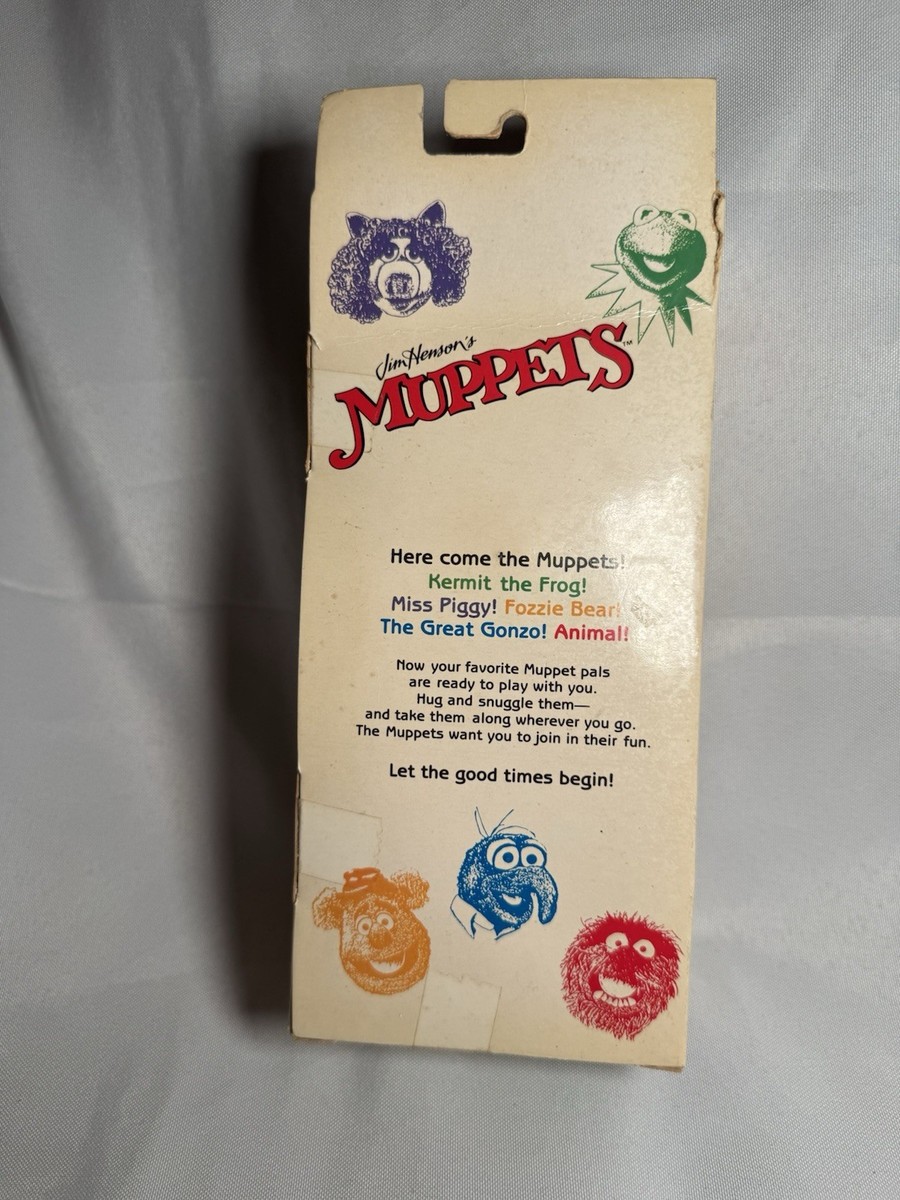 Jim Henson's
MUPPETS™
Here come the Muppets!
Kermit the Frog!
Miss Piggy! Fozzie Bear!
The Great Gonzo! Animal!
Now your favorite Muppet pals
are ready to play with you.
Hug and snuggle them—
and take them along wherever you go.
The Muppets want you to join in their fun.
Let the good times begin!